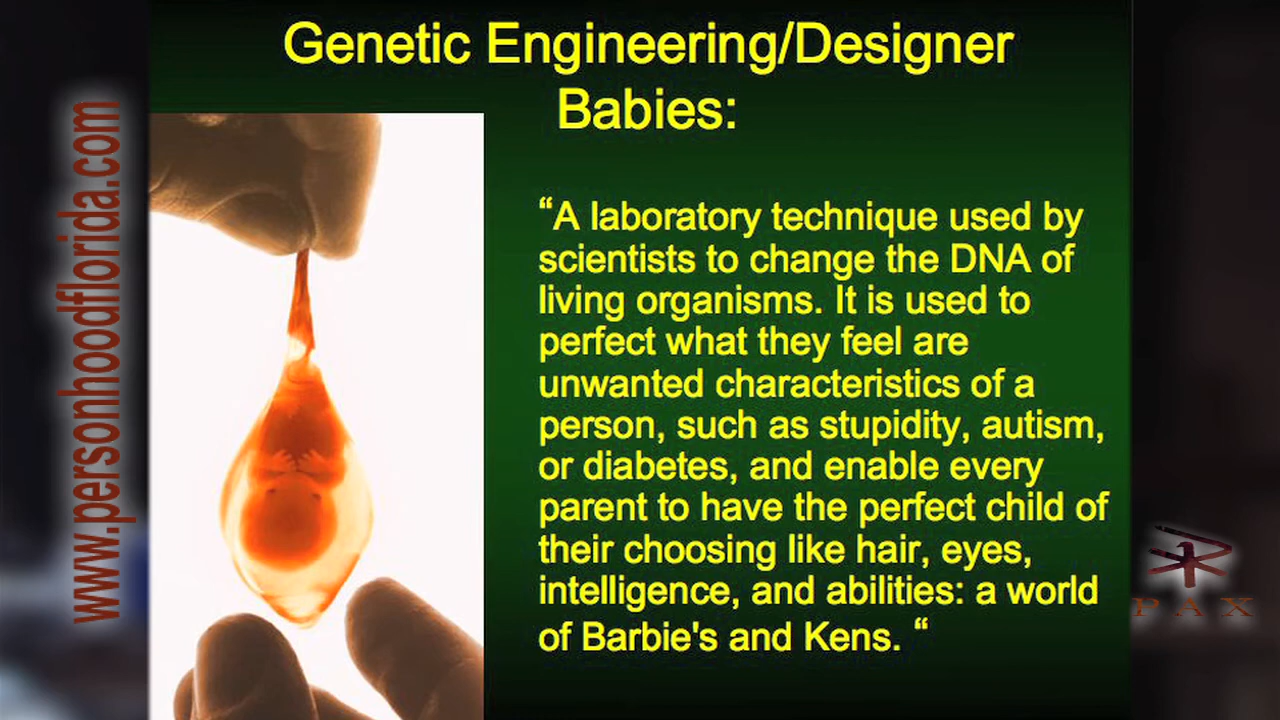 Genetic Engineering/Designer
Babies:
www.personhoodflorida.com
“A laboratory technique used by
scientists to change the DNA of
living organisms. It is used to
perfect what they feel are
unwanted characteristics of a
person, such as stupidity, autism,
or diabetes, and enable every
parent to have the perfect child of
their choosing like hair, eyes,
intelligence, and abilities: a world
of Barbie's and Kens. “
PAX